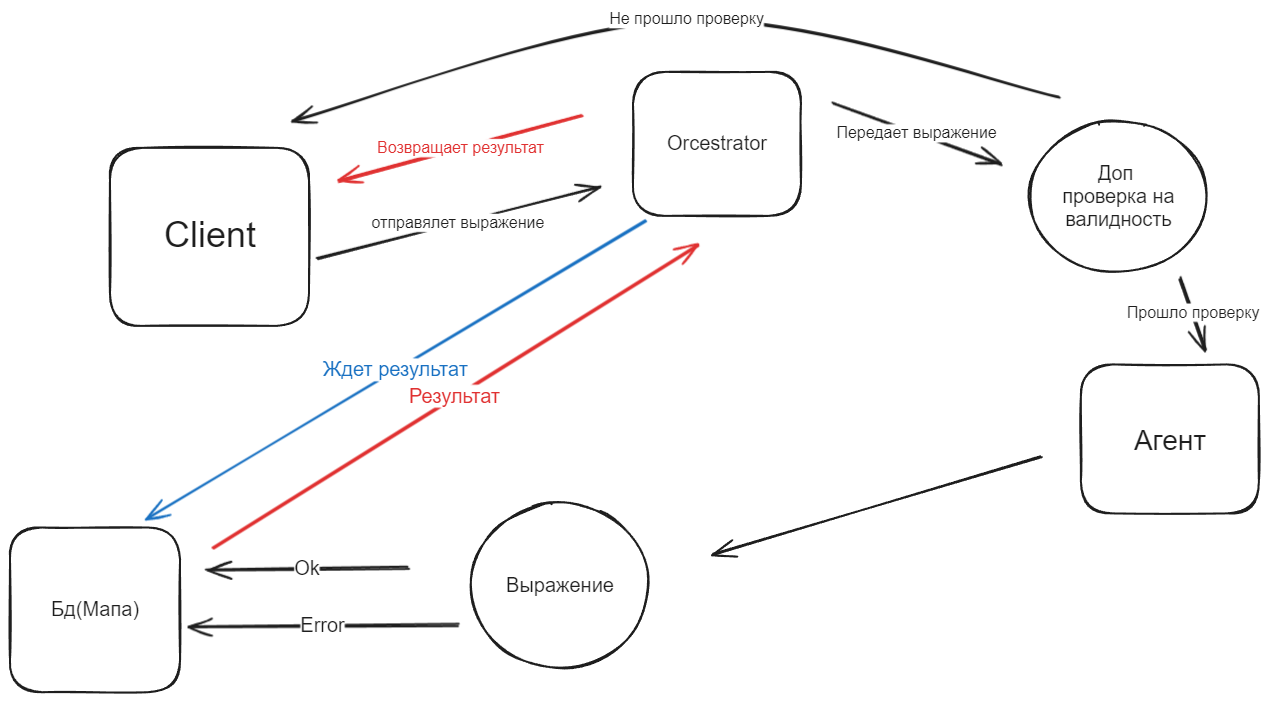 Не прошло проверку
Orcestrator
Передает выражение
Возвращает результат
Доп
проверка на
валидность
Client
отправялет выражение
Прошло проверку
Ждет результат
Результат
Агент
Ok
Выражение
Бд(Мапа)
Error